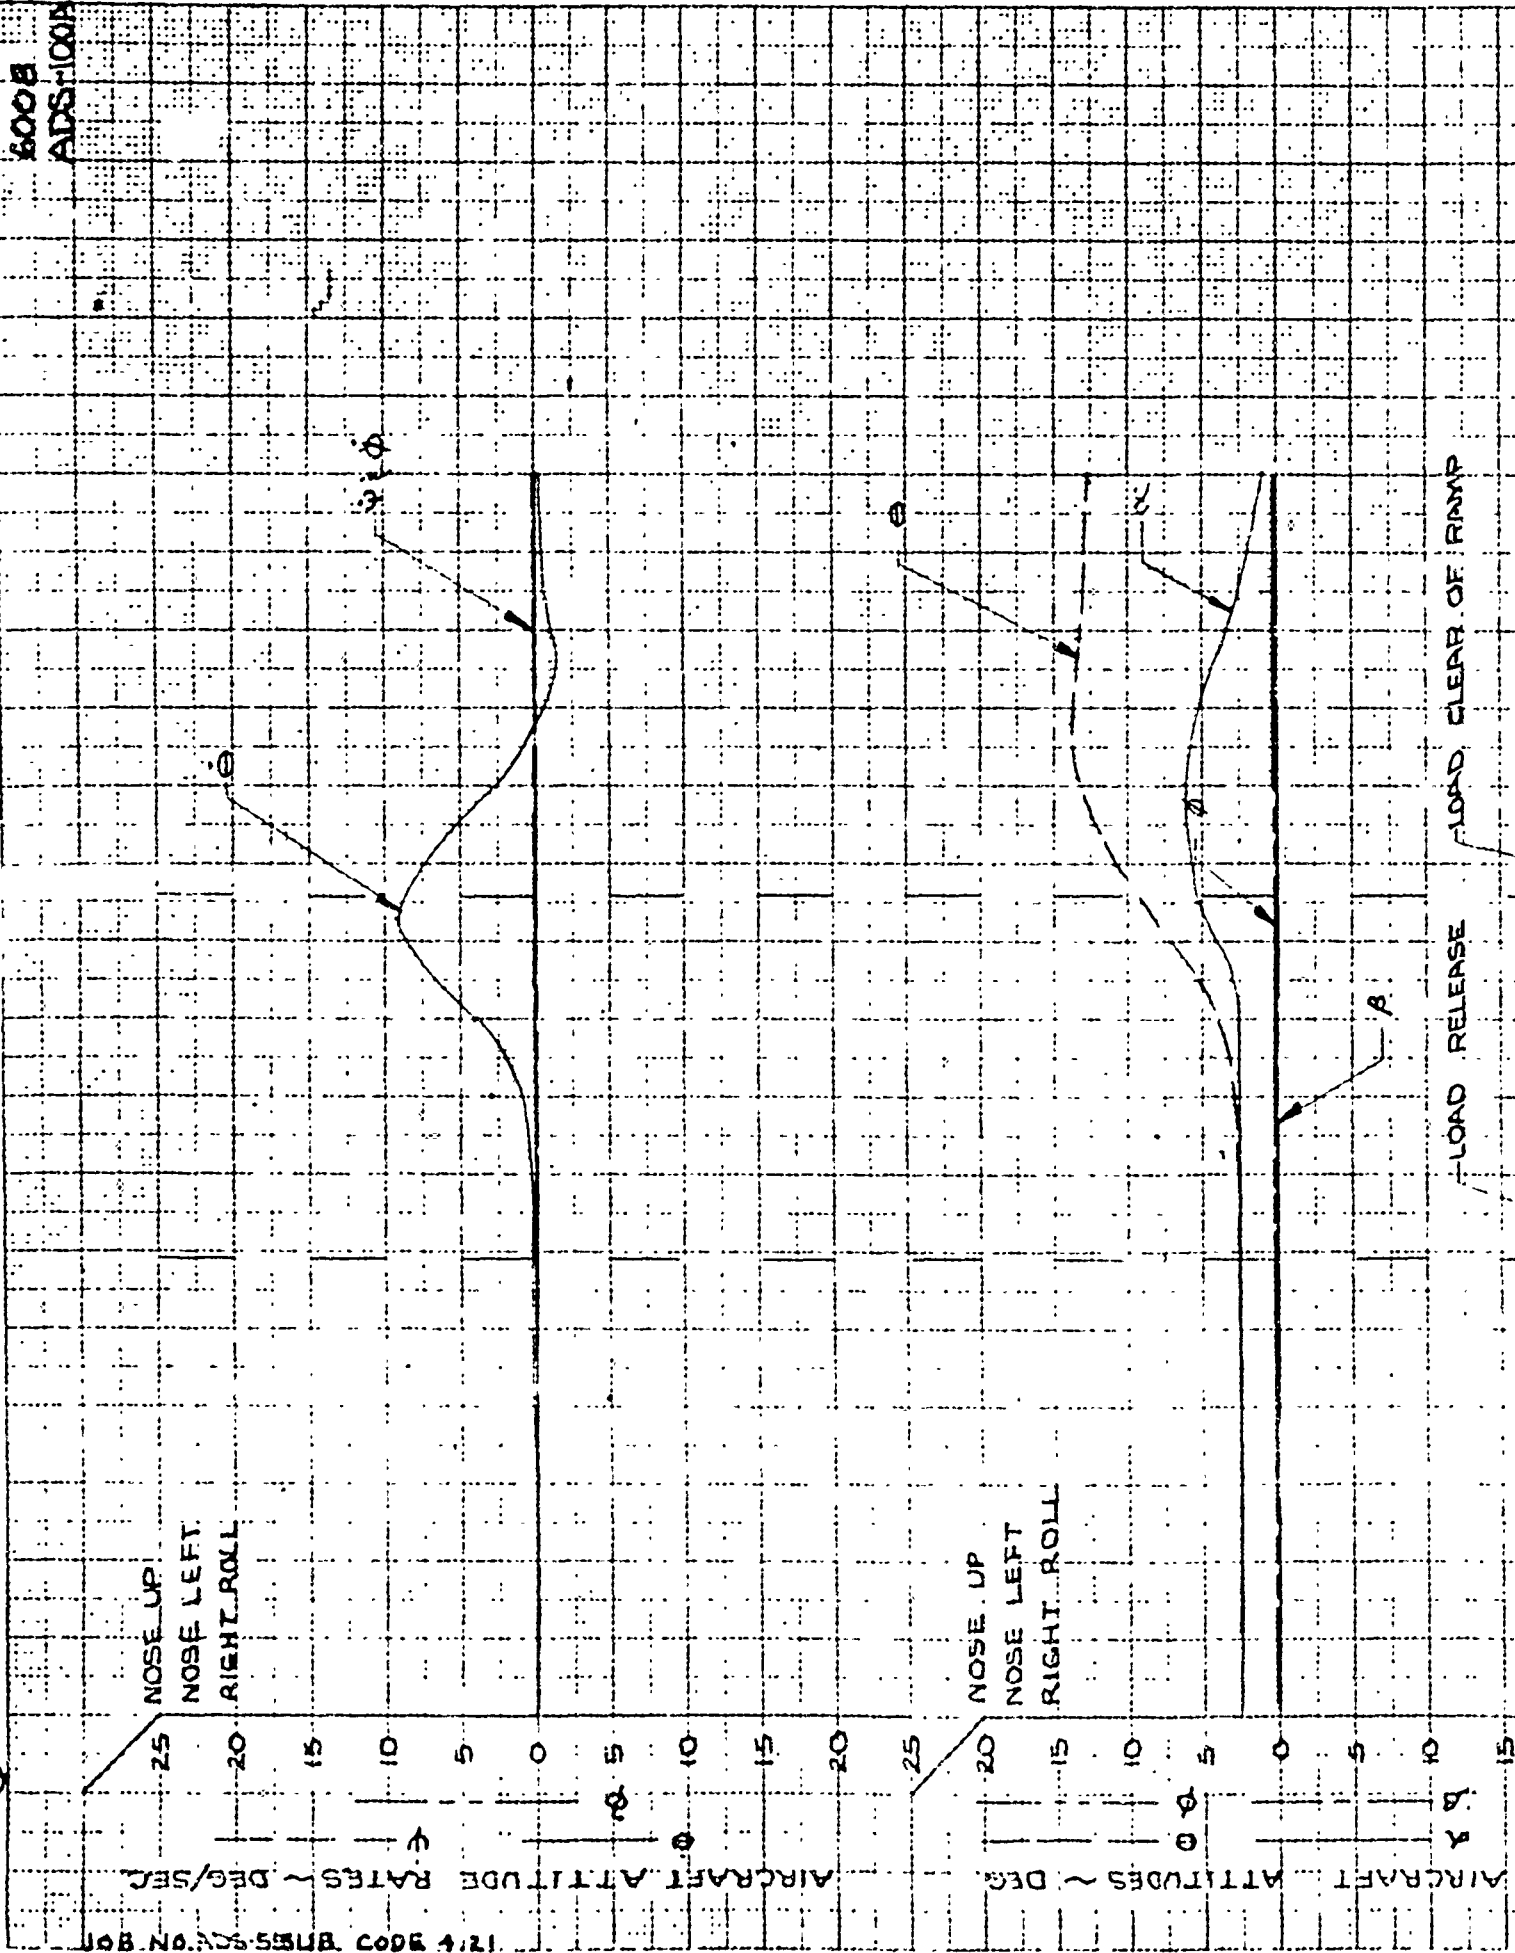 6008
ADS-100A
θ̇
ψ̇ & φ̇
NOSE UP
NOSE LEFT
RIGHT ROLL
25
20
15
10
5
0
5
10
15
20
AIRCRAFT ATTITUDE RATES ~ DEG/SEC
θ
α
φ
β
NOSE UP
NOSE LEFT
RIGHT ROLL
25
20
15
10
5
0
5
10
15
AIRCRAFT ATTITUDES ~ DEG
LOAD RELEASE
LOAD CLEAR OF RAMP
SUB CODE 4.21